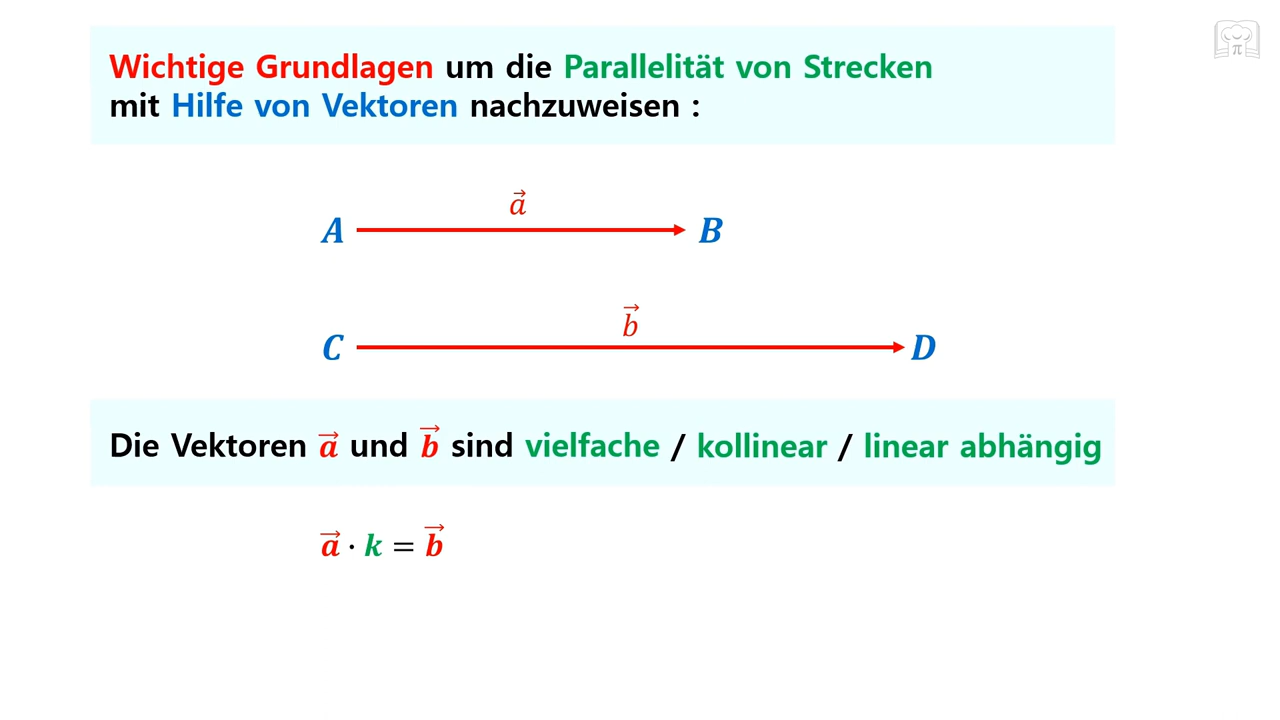 Wichtige Grundlagen um die Parallelität von Strecken
mit Hilfe von Vektoren nachzuweisen :
a⃗
A B
b⃗
C D
Die Vektoren a⃗ und b⃗ sind vielfache / kollinear / linear abhängig
a⃗ · k = b⃗
π